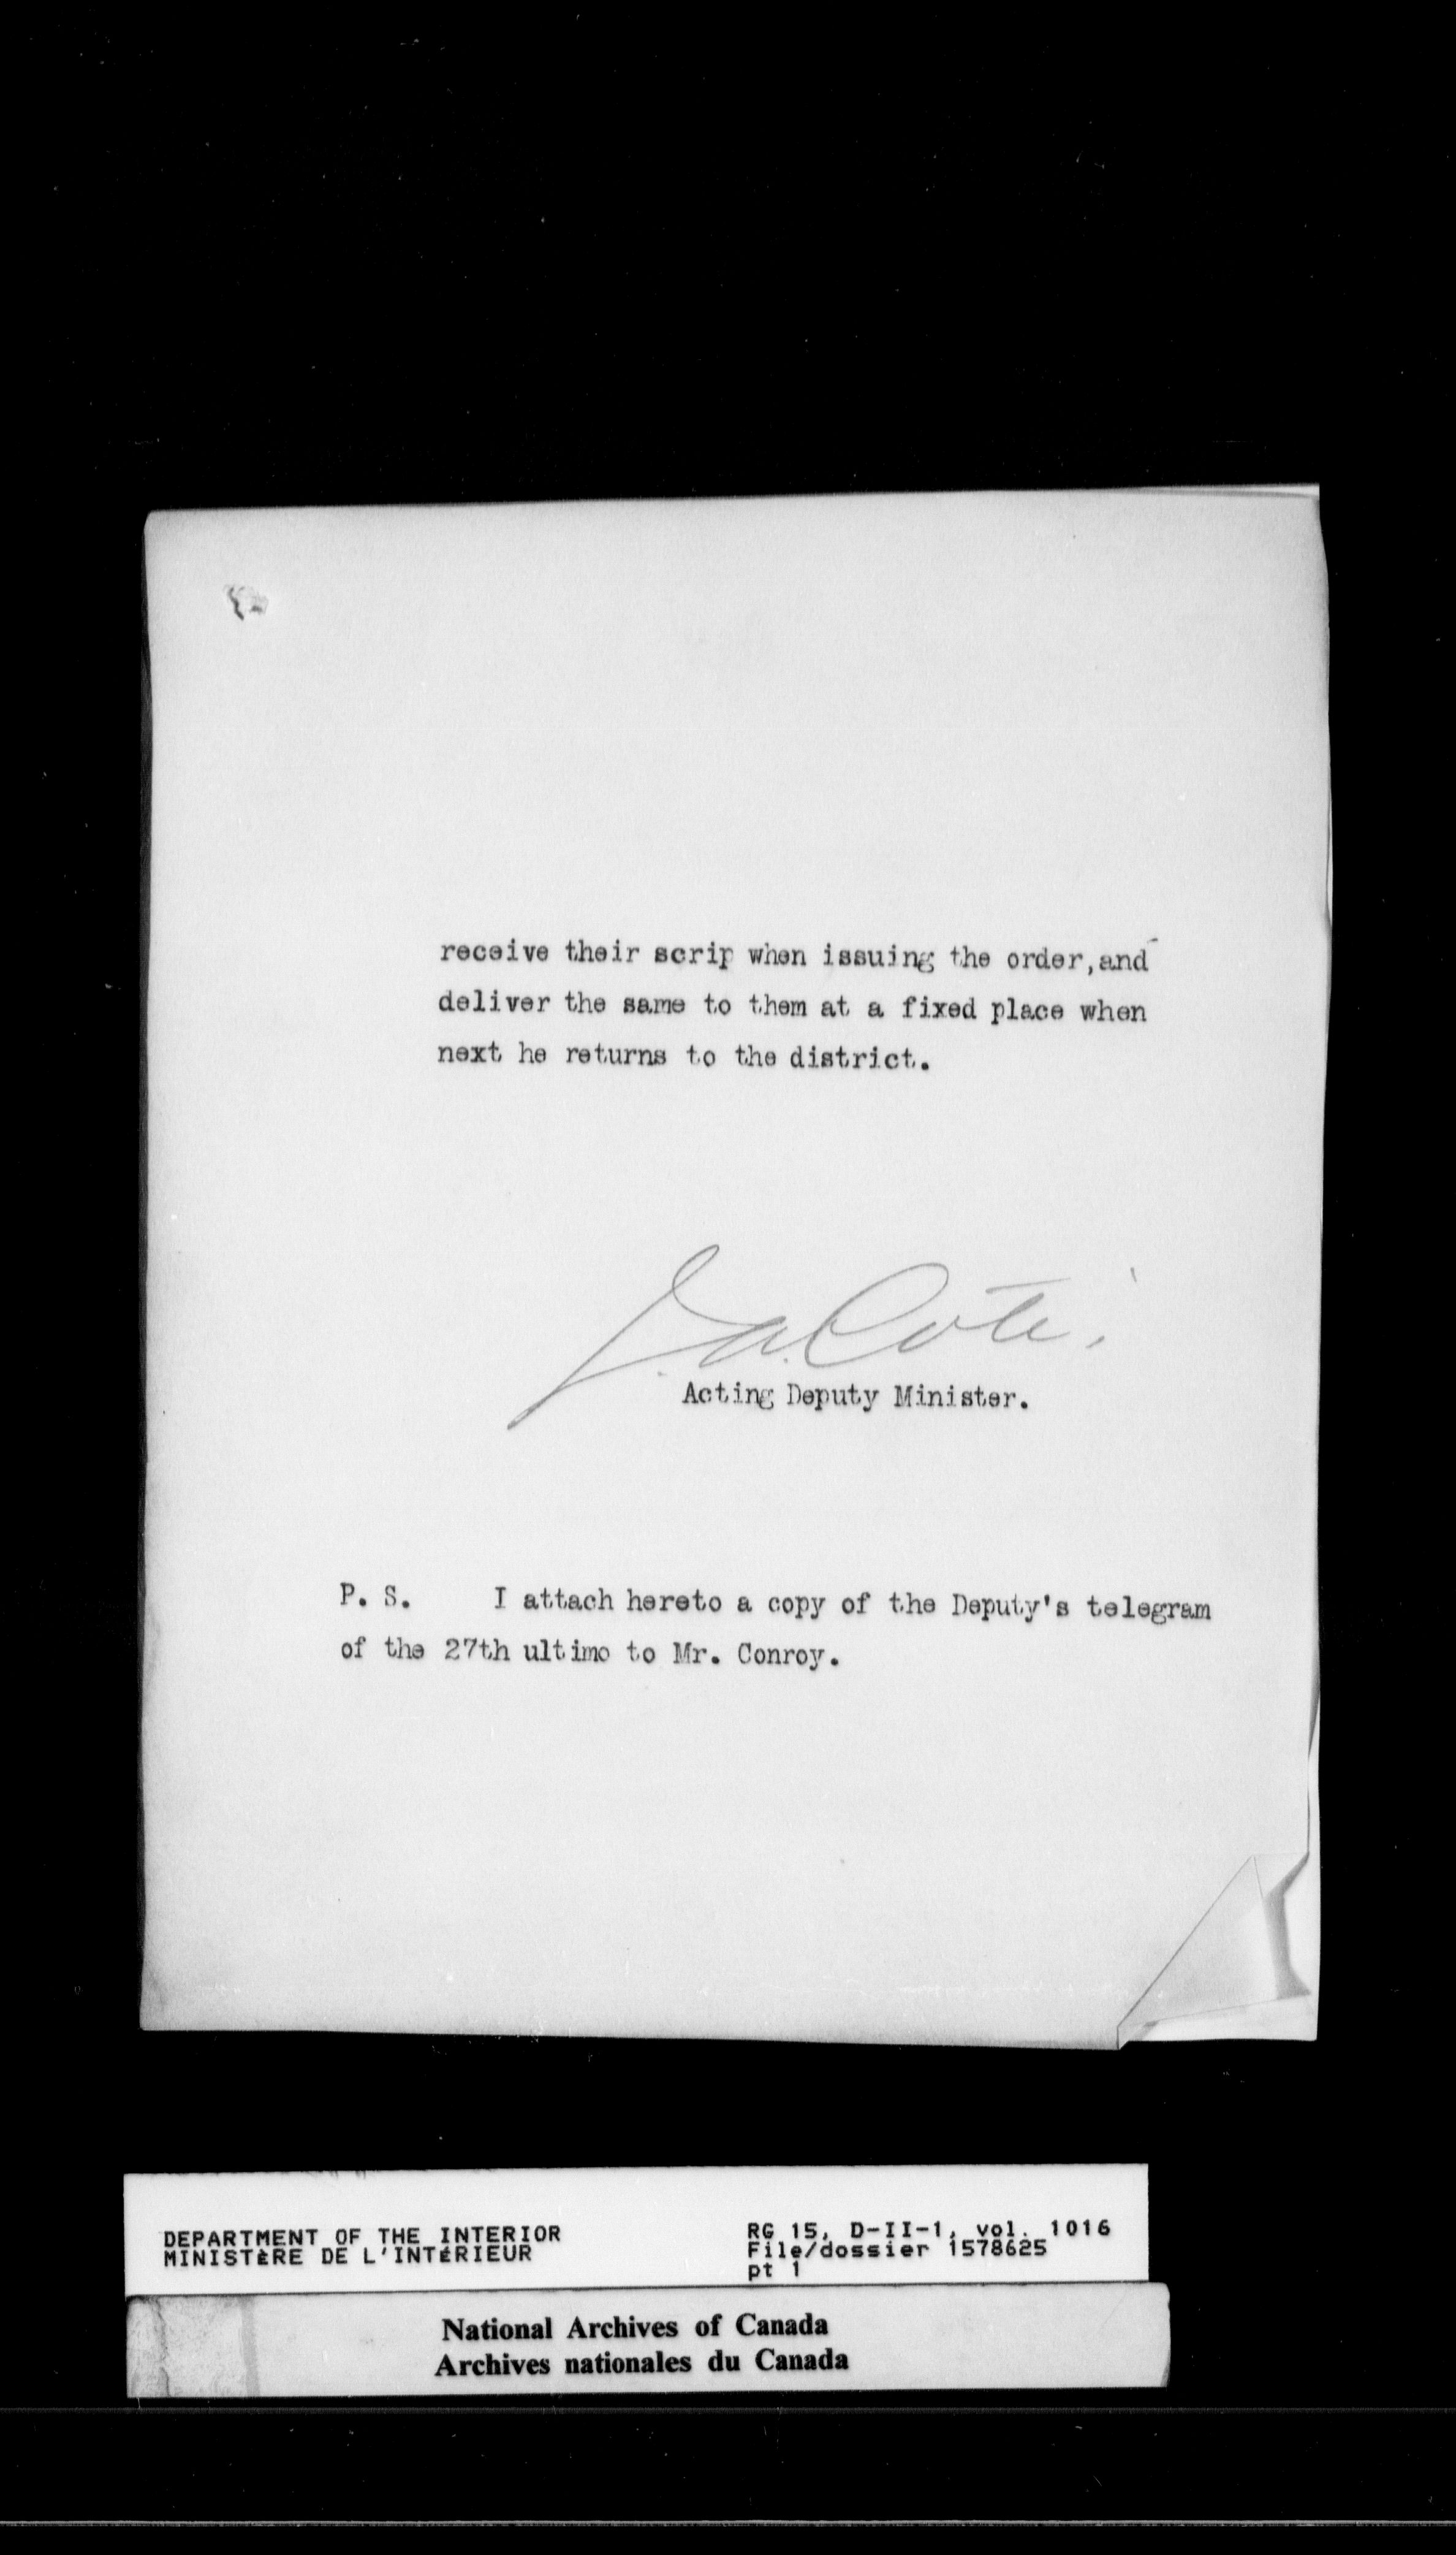 receive their scrip when issuing the order,and
deliver the same to them at a fixed place when
next he returns to the district.
J.A. Coté.
Acting Deputy Minister.
P. S. I attach hereto a copy of the Deputy's telegram
of the 27th ultimo to Mr. Conroy.
DEPARTMENT OF THE INTERIOR
MINISTÈRE DE L'INTÉRIEUR
RG 15, D-II-1, vol. 1016
File/dossier 1578625
pt 1
National Archives of Canada
Archives nationales du Canada